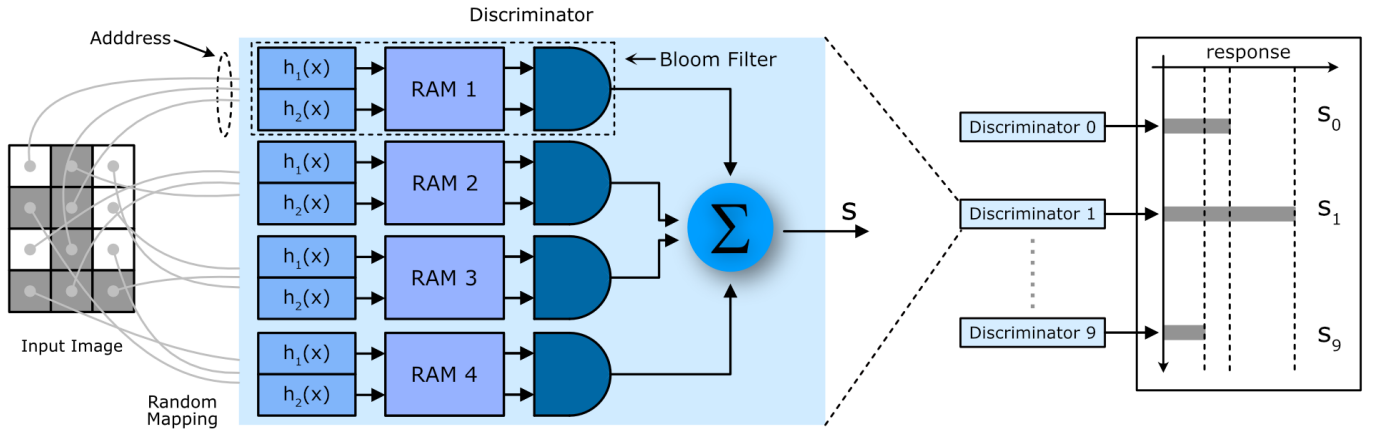 Discriminator
Adddress
Bloom Filter
h₁(x)
h₂(x)
RAM 1
h₁(x)
h₂(x)
RAM 2
h₁(x)
h₂(x)
RAM 3
h₁(x)
h₂(x)
RAM 4
Σ
S
Input Image
Random
Mapping
Discriminator 0
Discriminator 1
Discriminator 9
response
S₀
S₁
S₉